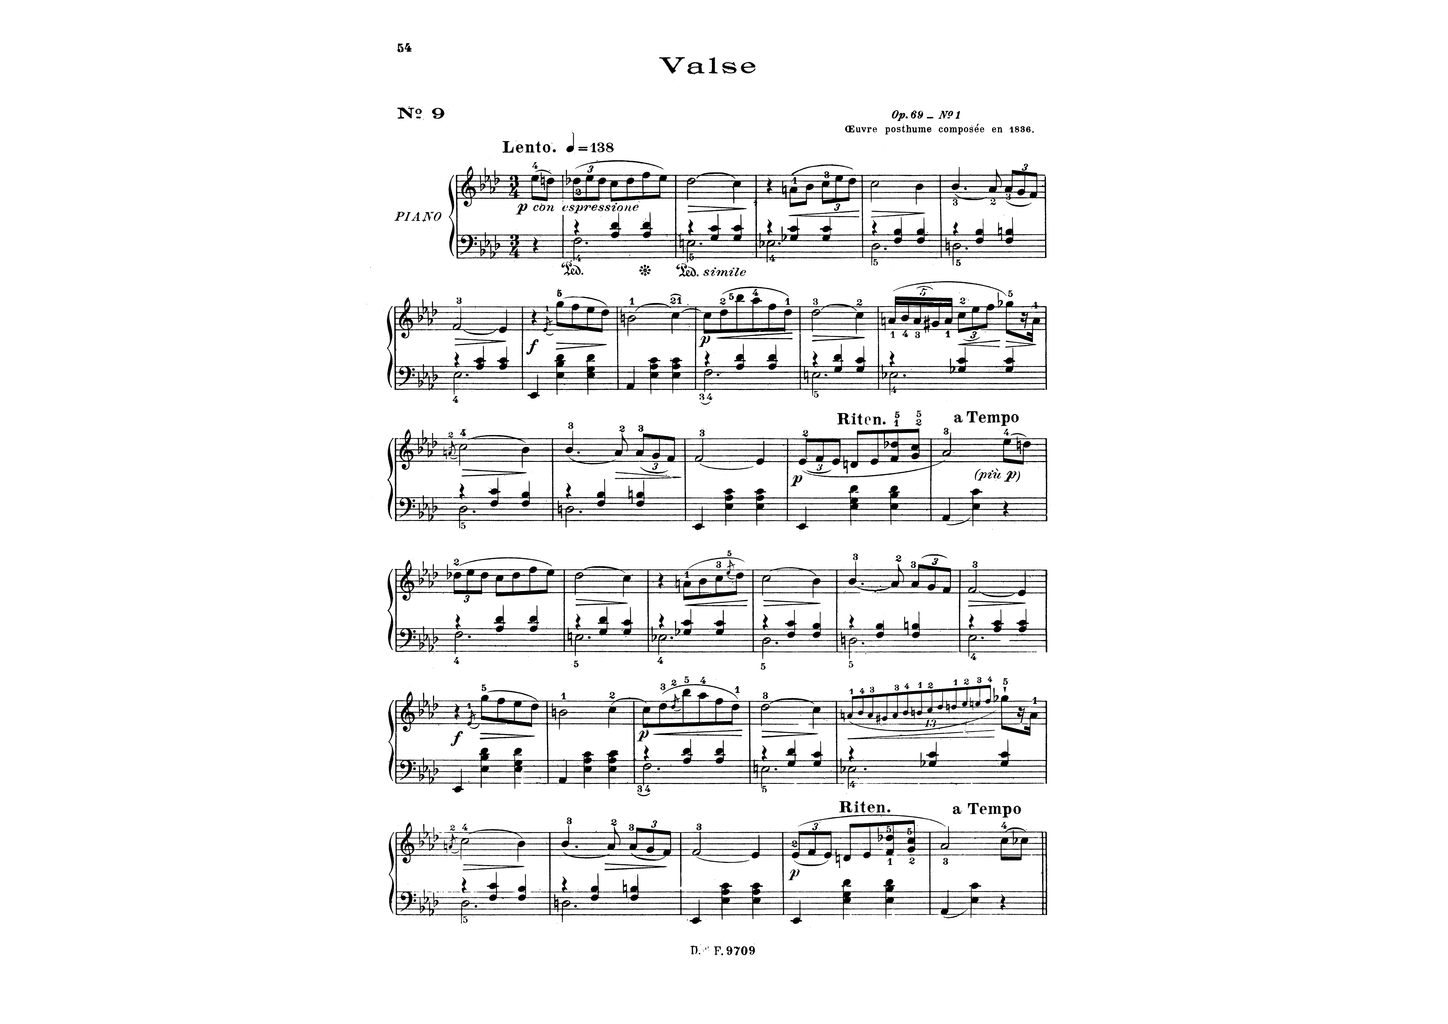 54
Valse
Nº 9
Op. 69 _ Nº 1
Œuvre posthume composée en 1836.
Lento. ♩=138
PIANO
p con espressione
Ped. Ped. simile
f p
Riten. a Tempo
p (più p)
f p
Riten. a Tempo
p
D. F. 9709